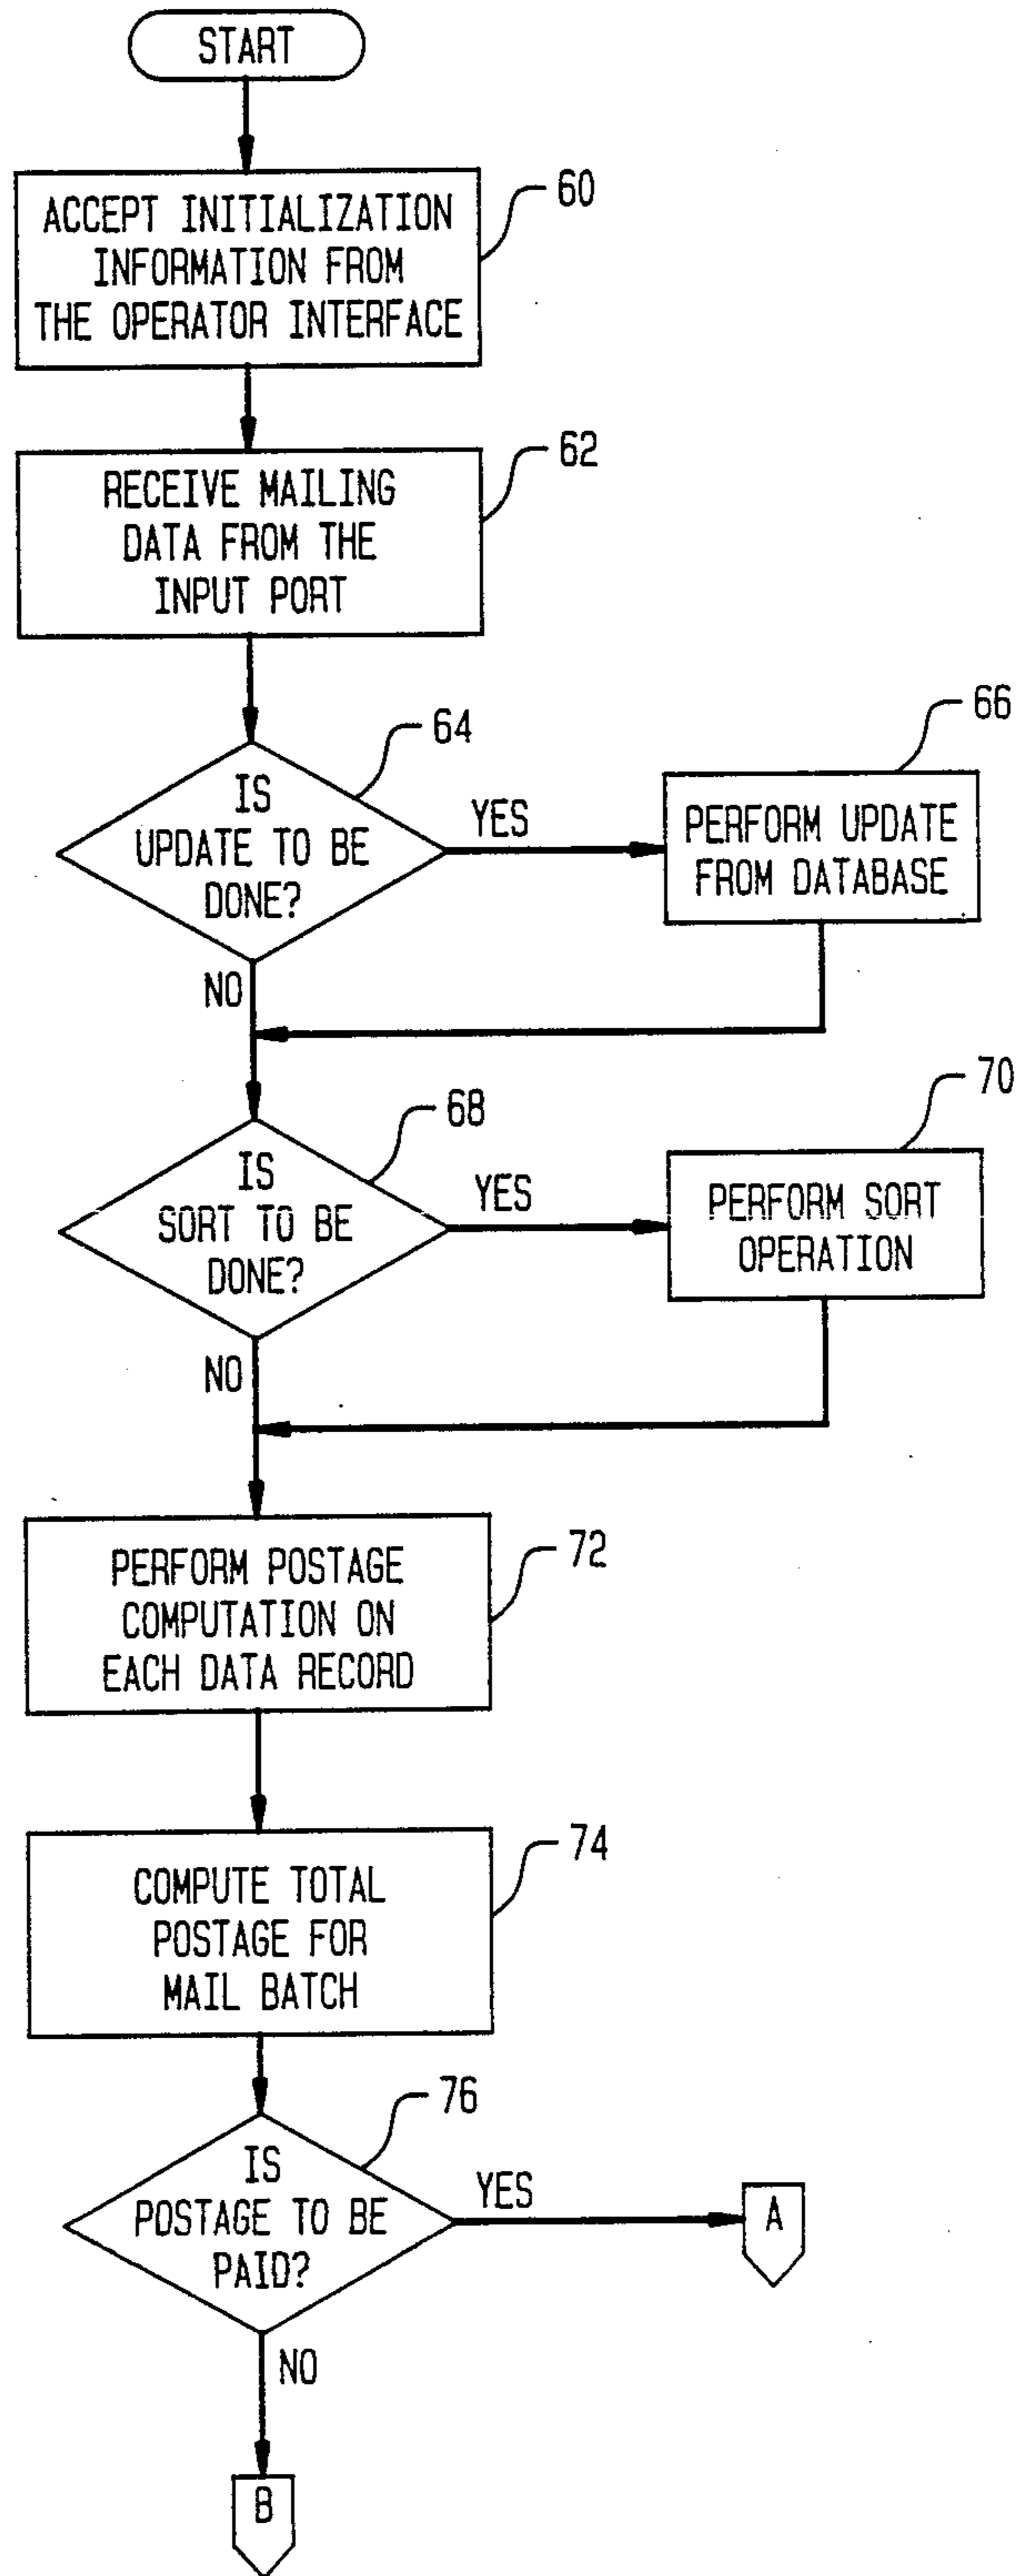 START
60
ACCEPT INITIALIZATION
INFORMATION FROM
THE OPERATOR INTERFACE
62
RECEIVE MAILING
DATA FROM THE
INPUT PORT
64
IS
UPDATE TO BE
DONE?
YES
66
PERFORM UPDATE
FROM DATABASE
NO
68
IS
SORT TO BE
DONE?
YES
70
PERFORM SORT
OPERATION
NO
72
PERFORM POSTAGE
COMPUTATION ON
EACH DATA RECORD
74
COMPUTE TOTAL
POSTAGE FOR
MAIL BATCH
76
IS
POSTAGE TO BE
PAID?
YES
A
NO
B